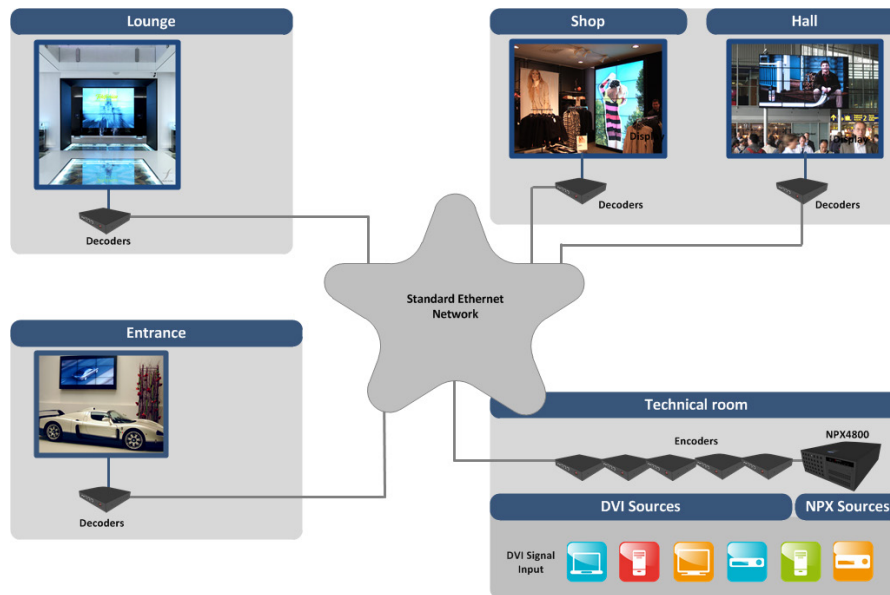 Lounge
Decoders
Shop
Display
Decoders
Hall
Display
Decoders
Standard Ethernet
Network
Entrance
Decoders
Technical room
Encoders
NPX4800
DVI Sources
NPX Sources
DVI Signal
Input